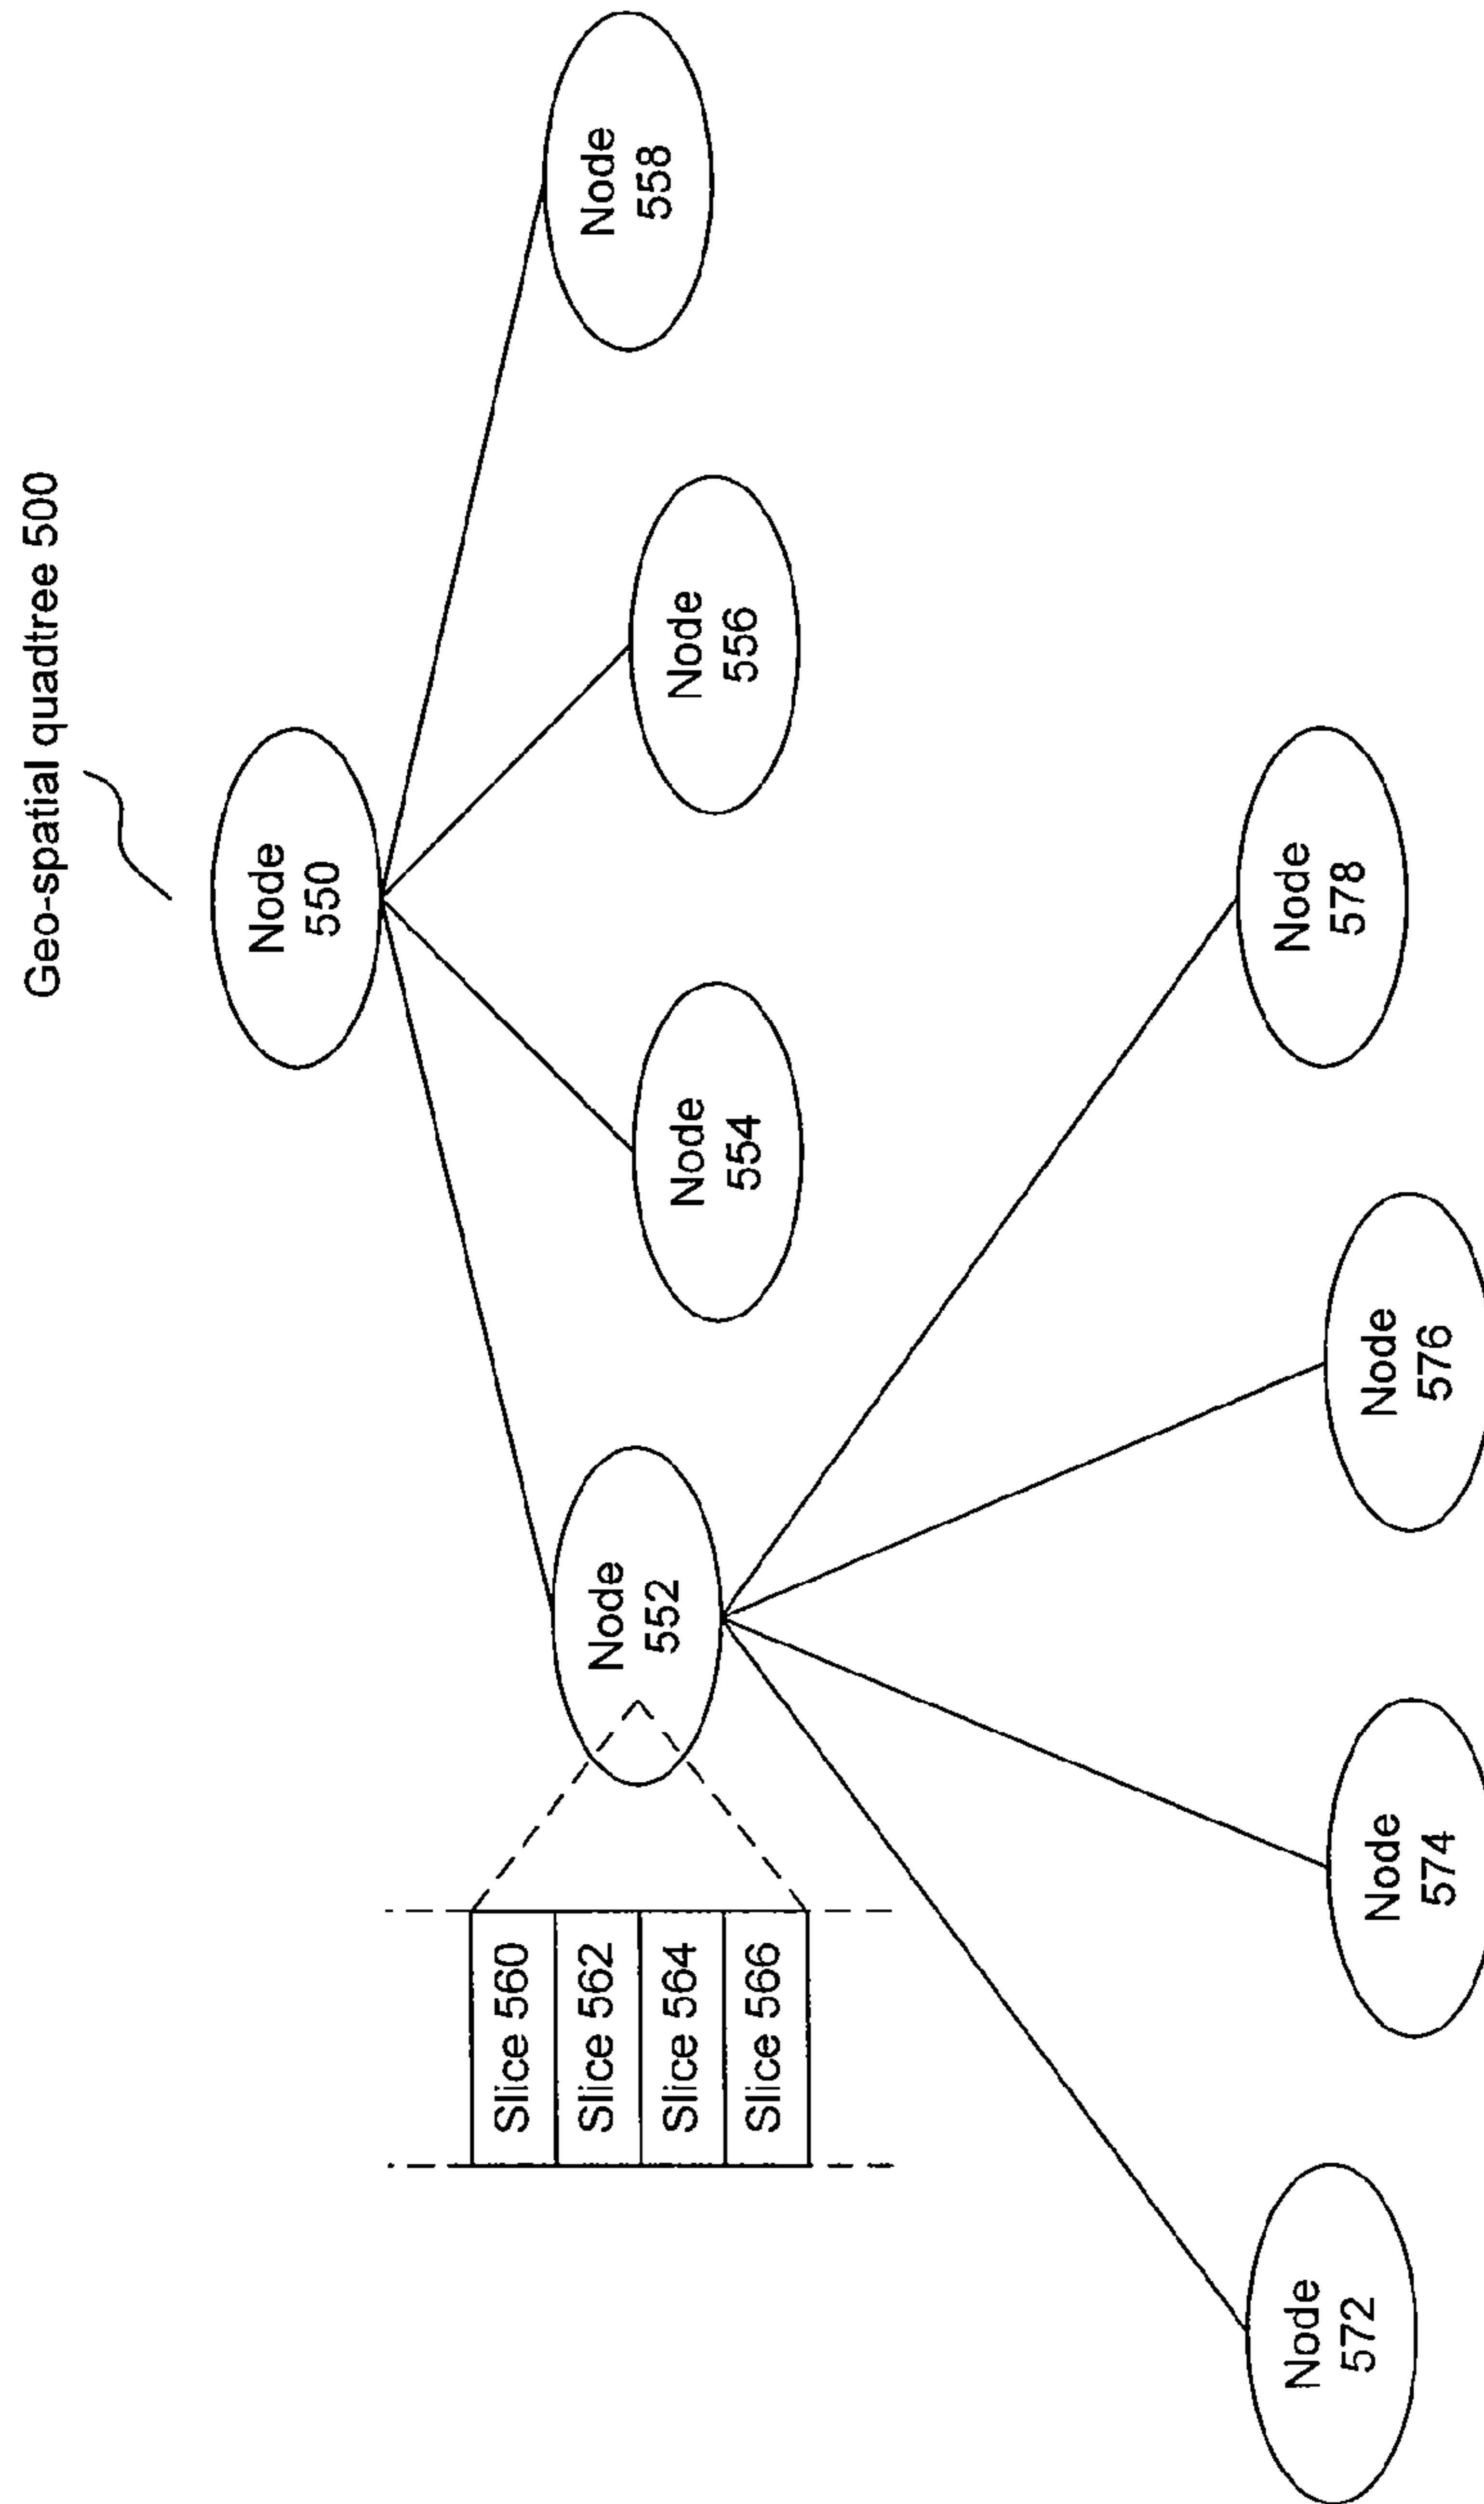 Geo-spatial quadtree 500
Node
550
Node
552
Node
554
Node
556
Node
558
Slice 560
Slice 562
Slice 564
Slice 566
Node
572
Node
574
Node
576
Node
578